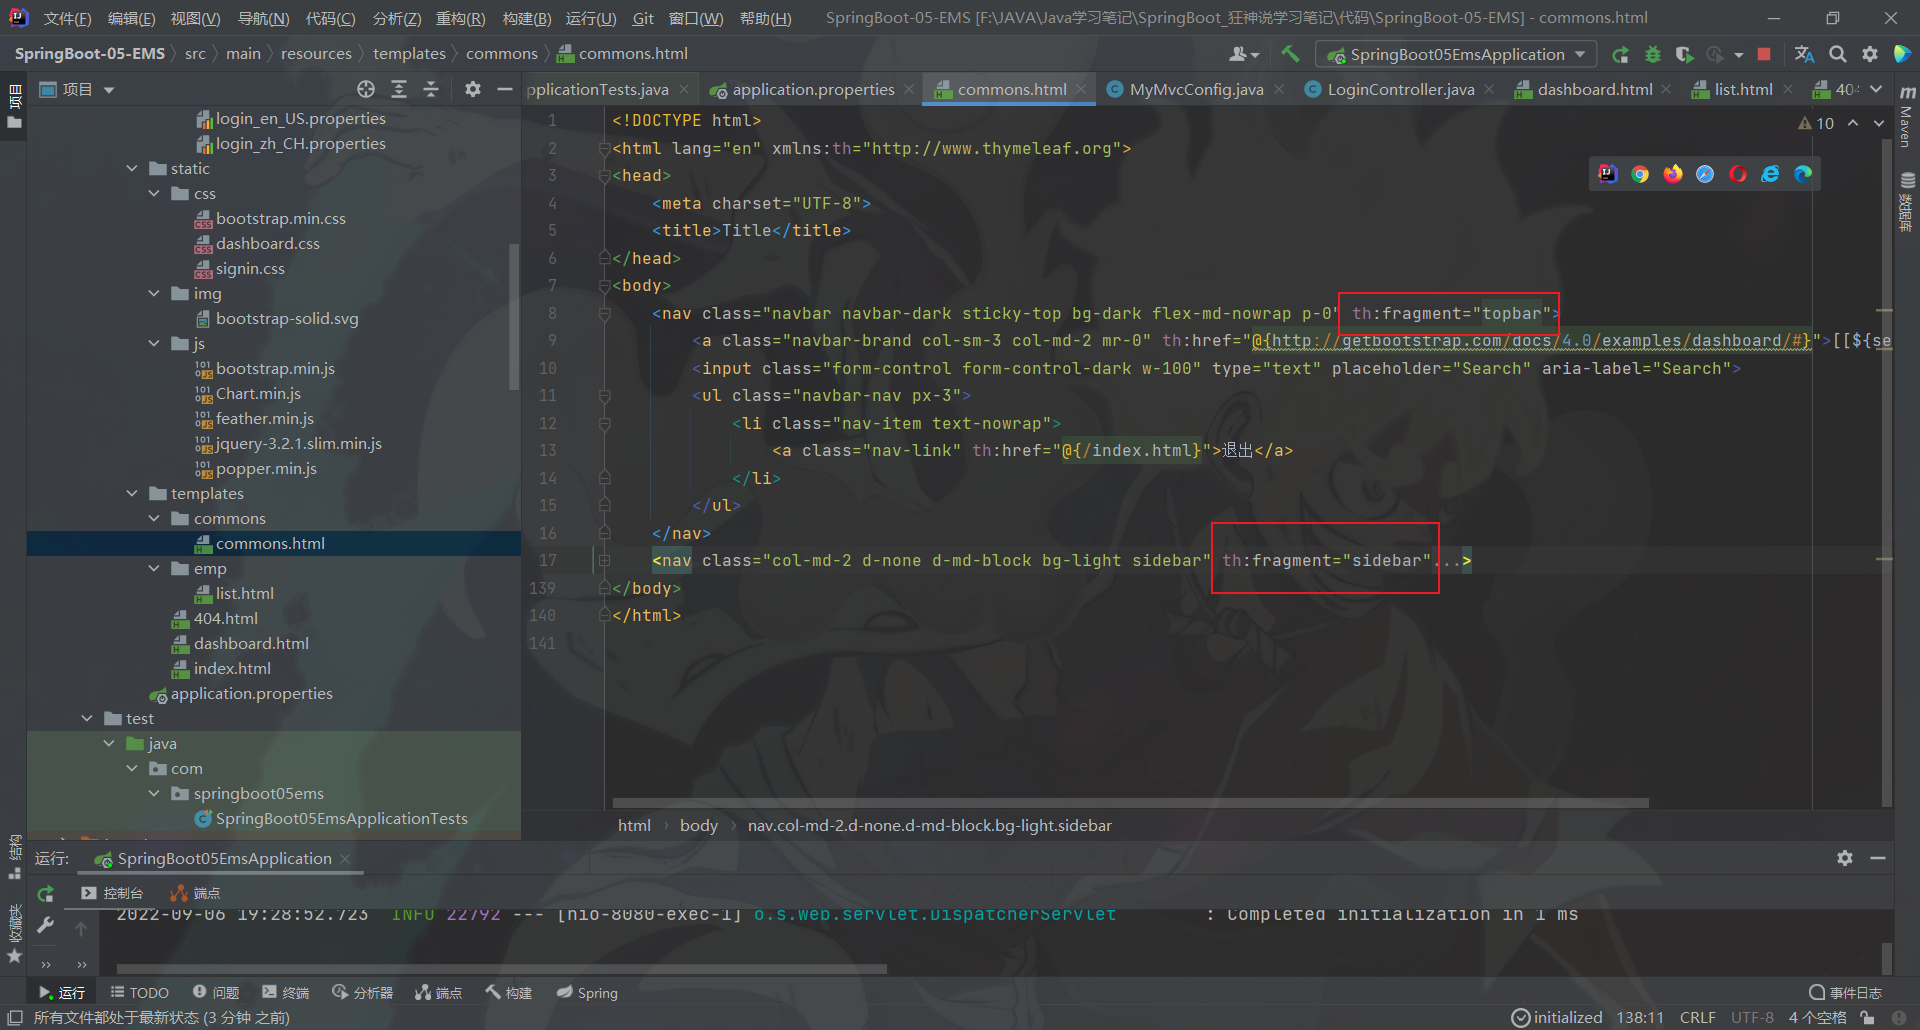 文件(F) 编辑(E) 视图(V) 导航(N) 代码(C) 分析(Z) 重构(R) 构建(B) 运行(U) Git 窗口(W) 帮助(H) SpringBoot-05-EMS [F:\JAVA\Java学习笔记\SpringBoot_狂神说学习笔记\代码\SpringBoot-05-EMS] - commons.html
SpringBoot-05-EMS src main resources templates commons commons.html SpringBoot05EmsApplication
项目 pplicationTests.java application.properties commons.html MyMvcConfig.java LoginController.java dashboard.html list.html 40
项目
login_en_US.properties
login_zh_CH.properties
static
css
bootstrap.min.css
dashboard.css
signin.css
img
bootstrap-solid.svg
js
bootstrap.min.js
Chart.min.js
feather.min.js
jquery-3.2.1.slim.min.js
popper.min.js
templates
commons
commons.html
emp
list.html
404.html
dashboard.html
index.html
application.properties
test
java
com
springboot05ems
SpringBoot05EmsApplicationTests
10
1 <!DOCTYPE html>
2 <html lang="en" xmlns:th="http://www.thymeleaf.org">
3 <head>
4 <meta charset="UTF-8">
5 <title>Title</title>
6 </head>
7 <body>
8 <nav class="navbar navbar-dark sticky-top bg-dark flex-md-nowrap p-0" th:fragment="topbar">
9 <a class="navbar-brand col-sm-3 col-md-2 mr-0" th:href="@{http://getbootstrap.com/docs/4.0/examples/dashboard/#}">[[${se
10 <input class="form-control form-control-dark w-100" type="text" placeholder="Search" aria-label="Search">
11 <ul class="navbar-nav px-3">
12 <li class="nav-item text-nowrap">
13 <a class="nav-link" th:href="@{/index.html}">退出</a>
14 </li>
15 </ul>
16 </nav>
17 <nav class="col-md-2 d-none d-md-block bg-light sidebar" th:fragment="sidebar"...>
139 </body>
140 </html>
141
Maven
数据库
html body nav.col-md-2.d-none.d-md-block.bg-light.sidebar
结构
收藏夹
运行: SpringBoot05EmsApplication
控制台 端点
2022-09-06 19:28:52.723 INFO 22792 --- [nio-8080-exec-1] o.s.web.servlet.DispatcherServlet : Completed initialization in 1 ms
运行 TODO 问题 终端 分析器 端点 构建 Spring 事件日志
所有文件都处于最新状态 (3 分钟 之前) initialized 138:11 CRLF UTF-8 4 个空格